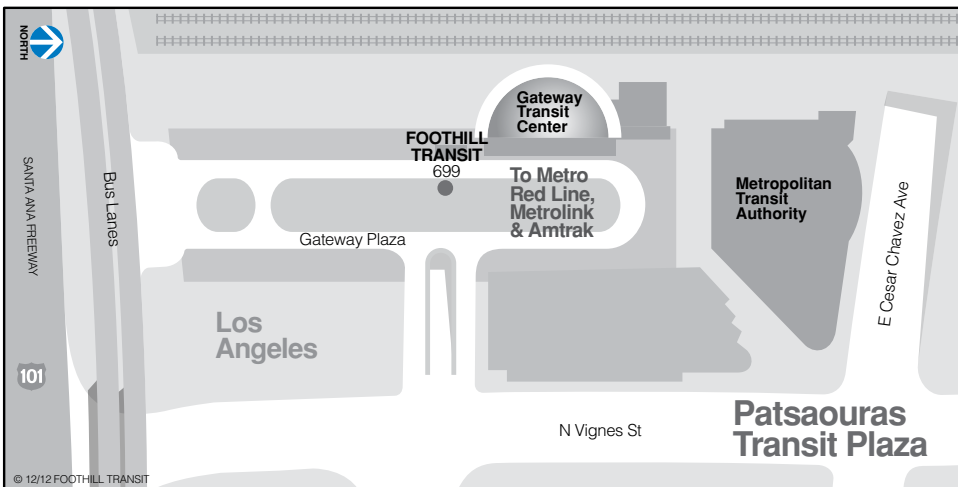 NORTH
SANTA ANA FREEWAY
101
Bus Lanes
Gateway
Transit
Center
FOOTHILL
TRANSIT
699
To Metro
Red Line,
Metrolink
& Amtrak
Metropolitan
Transit
Authority
E Cesar Chavez Ave
Gateway Plaza
Los
Angeles
N Vignes St
Patsaouras
Transit Plaza
© 12/12 FOOTHILL TRANSIT